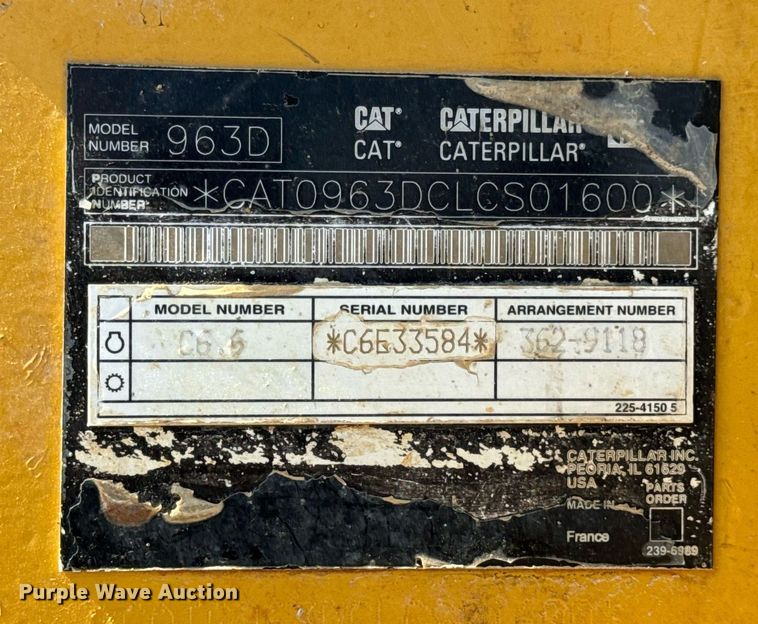 MODEL NUMBER 963D
CAT® CATERPILLAR®
CAT® CATERPILLAR®
PRODUCT IDENTIFICATION NUMBER *CAT0963DCLCS01600*
MODEL NUMBER SERIAL NUMBER ARRANGEMENT NUMBER
C6.6 *C6E33584* 362-9118
225-4150 5
CATERPILLAR INC.
PEORIA, IL 61629
USA
PARTS ORDER
MADE IN
France
239-5989
Purple Wave Auction